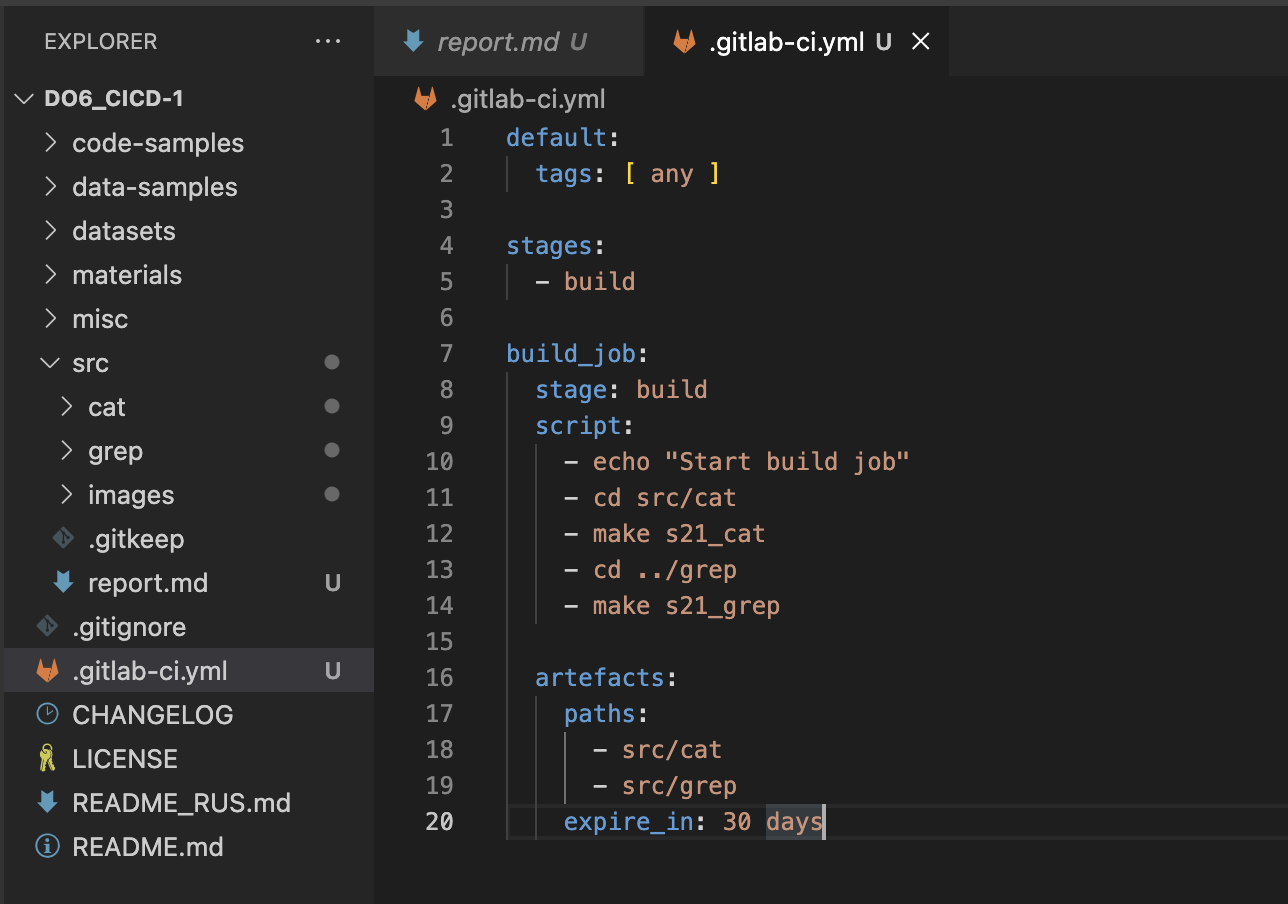 EXPLORER ...
DO6_CICD-1
code-samples
data-samples
datasets
materials
misc
src
cat
grep
images
.gitkeep
report.md U
.gitignore
.gitlab-ci.yml U
CHANGELOG
LICENSE
README_RUS.md
README.md
report.md U
.gitlab-ci.yml U
.gitlab-ci.yml
1 default:
2 tags: [ any ]
3
4 stages:
5 - build
6
7 build_job:
8 stage: build
9 script:
10 - echo "Start build job"
11 - cd src/cat
12 - make s21_cat
13 - cd ../grep
14 - make s21_grep
15
16 artefacts:
17 paths:
18 - src/cat
19 - src/grep
20 expire_in: 30 days